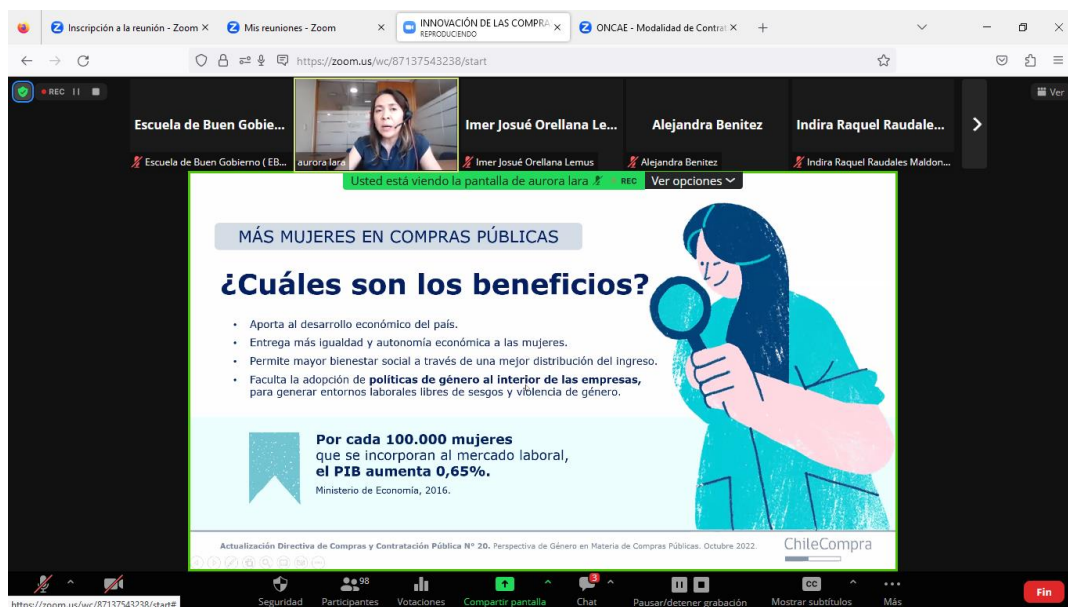 Inscripción a la reunión - Zoom
Mis reuniones - Zoom
INNOVACIÓN DE LAS COMPRA
REPRODUCIENDO
ONCAE - Modalidad de Contrat
https://zoom.us/wc/87137543238/start
REC
Ver
Escuela de Buen Gobie...
Imer Josué Orellana Le...
Alejandra Benitez
Indira Raquel Raudale...
Escuela de Buen Gobierno ( EB...
aurora lara
Imer Josué Orellana Lemus
Alejandra Benitez
Indira Raquel Raudales Maldon...
Usted está viendo la pantalla de aurora lara
REC
Ver opciones
MÁS MUJERES EN COMPRAS PÚBLICAS
¿Cuáles son los beneficios?
• Aporta al desarrollo económico del país.
• Entrega más igualdad y autonomía económica a las mujeres.
• Permite mayor bienestar social a través de una mejor distribución del ingreso.
• Faculta la adopción de políticas de género al interior de las empresas,
para generar entornos laborales libres de sesgos y violencia de género.
Por cada 100.000 mujeres
que se incorporan al mercado laboral,
el PIB aumenta 0,65%.
Ministerio de Economía, 2016.
Actualización Directiva de Compras y Contratación Pública N° 20. Perspectiva de Género en Materia de Compras Públicas. Octubre 2022.
ChileCompra
98
3
CC
Seguridad
Participantes
Votaciones
Compartir pantalla
Chat
Pausar/detener grabación
Mostrar subtítulos
Más
Fin
https://zoom.us/wc/87137543238/start#